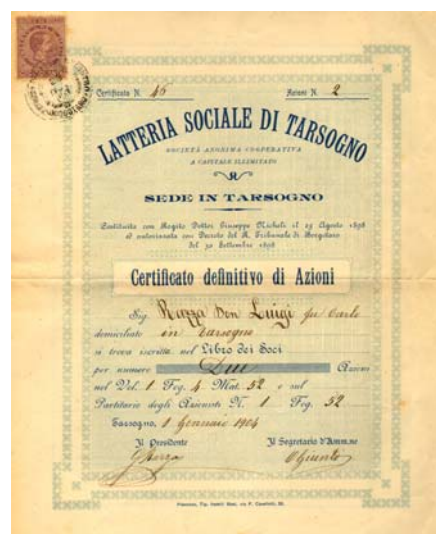 Certificato N. 46 Azioni N. 2
LATTERIA SOCIALE DI TARSOGNO
SOCIETÀ ANONIMA COOPERATIVA
A CAPITALE ILLIMITATO
SEDE IN TARSOGNO
Costituita con Rogito Dottor Giuseppe Micheli il 25 Agosto 1898
ed autorizzata con Decreto del R. Tribunale di Borgotaro
del 30 Settembre 1898
Certificato definitivo di Azioni
Sig. Razza Don Luigi fu Carlo
domiciliato in Tarsogno
si trova iscritto nel Libro dei Soci
per numero Due Azioni
nel Vol. 1 Fog. 4 Mat. 52 e sul
Partitario degli Azionisti N. 1 Fog. 52
Tarsogno, 1 Gennaio 1904
Il Presidente Il Segretario d'Amm.ne